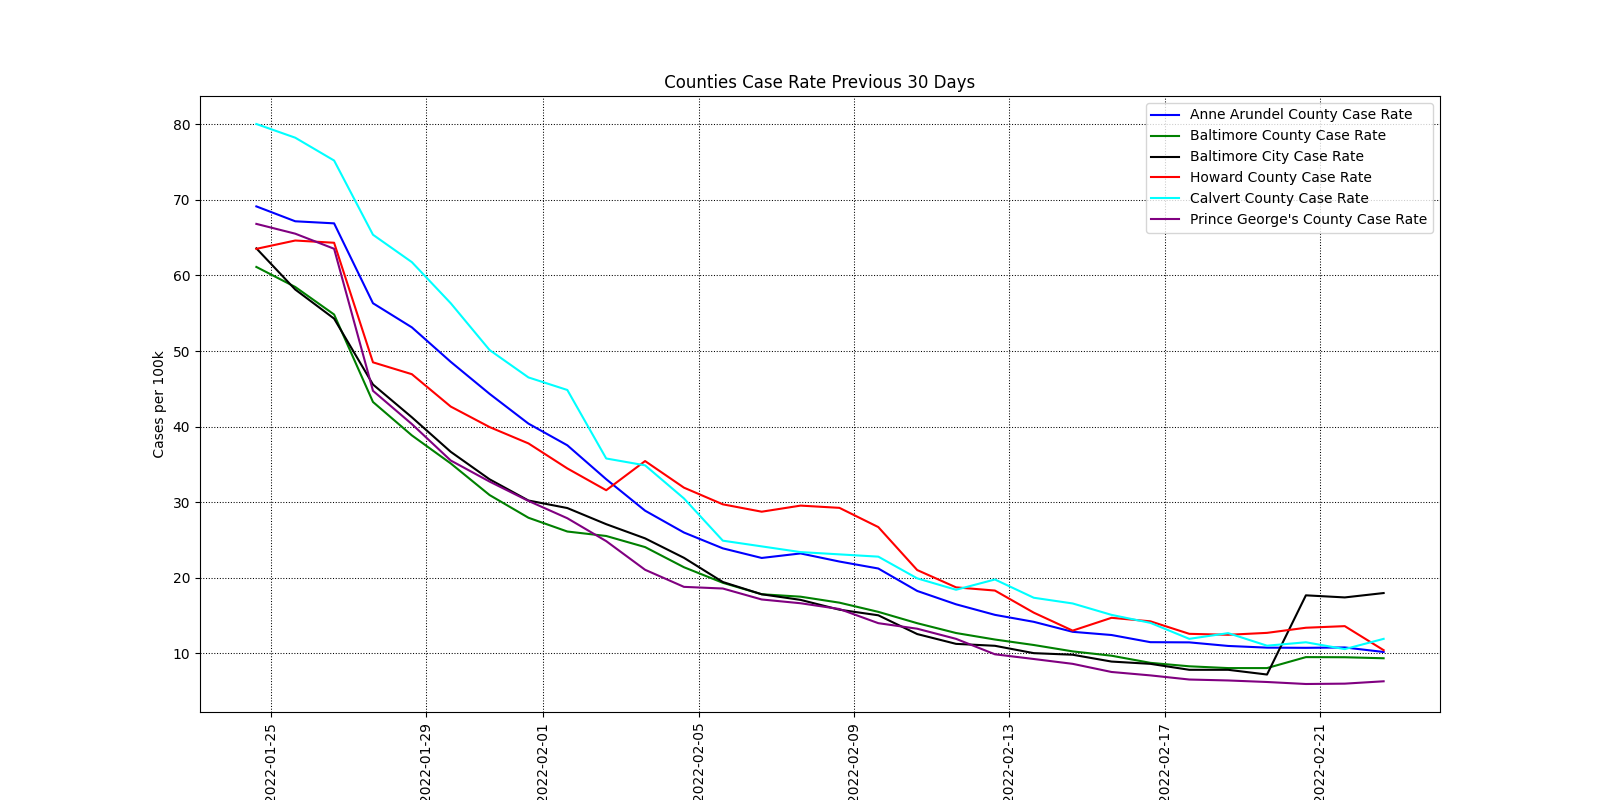 Counties Case Rate Previous 30 Days
Anne Arundel County Case Rate
Baltimore County Case Rate
Baltimore City Case Rate
Howard County Case Rate
Calvert County Case Rate
Prince George's County Case Rate
Cases per 100k
80
70
60
50
40
30
20
10
2022-01-25
2022-01-29
2022-02-01
2022-02-05
2022-02-09
2022-02-13
2022-02-17
2022-02-21